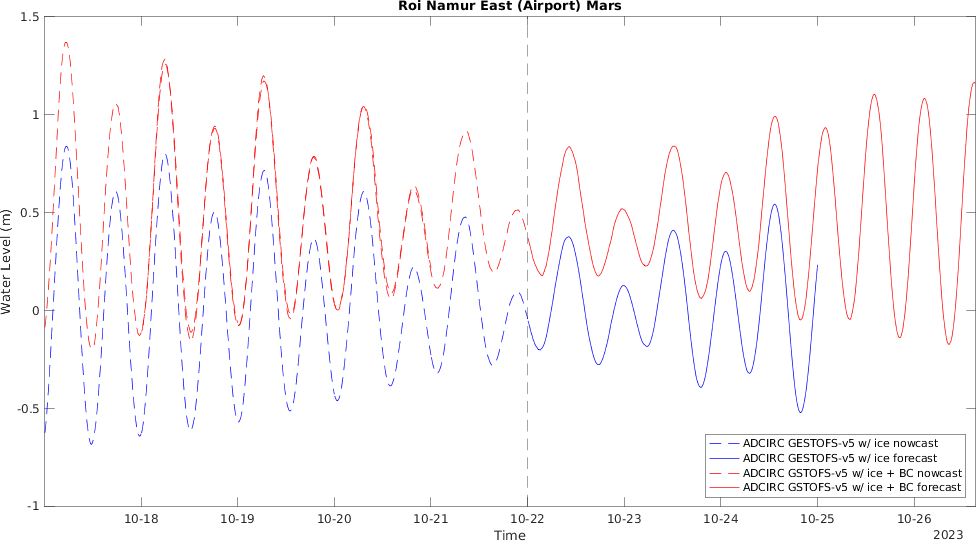 Roi Namur East (Airport) Mars
1.5
1
0.5
0
-0.5
-1
Water Level (m)
10-18 10-19 10-20 10-21 10-22 10-23 10-24 10-25 10-26
Time
2023
ADCIRC GESTOFS-v5 w/ ice nowcast
ADCIRC GESTOFS-v5 w/ ice forecast
ADCIRC GSTOFS-v5 w/ ice + BC nowcast
ADCIRC GSTOFS-v5 w/ ice + BC forecast